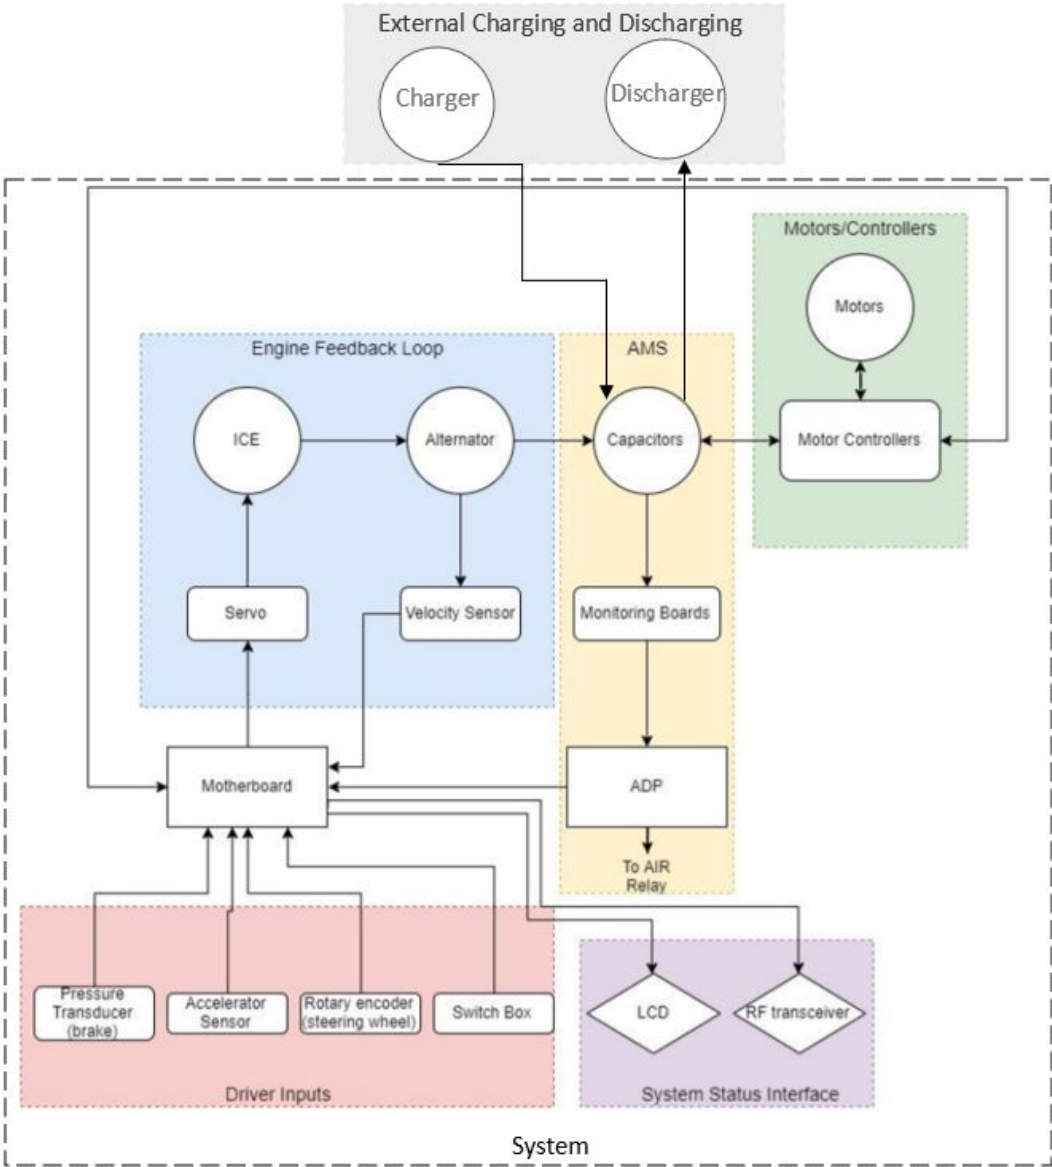 External Charging and Discharging
Charger
Discharger
Motors/Controllers
Motors
Engine Feedback Loop
AMS
ICE
Alternator
Capacitors
Motor Controllers
Servo
Velocity Sensor
Monitoring Boards
Motherboard
ADP
To AIR
Relay
Pressure
Transducer
(brake)
Accelerator
Sensor
Rotary encoder
(steering wheel)
Switch Box
LCD
RF transceiver
Driver Inputs
System Status Interface
System